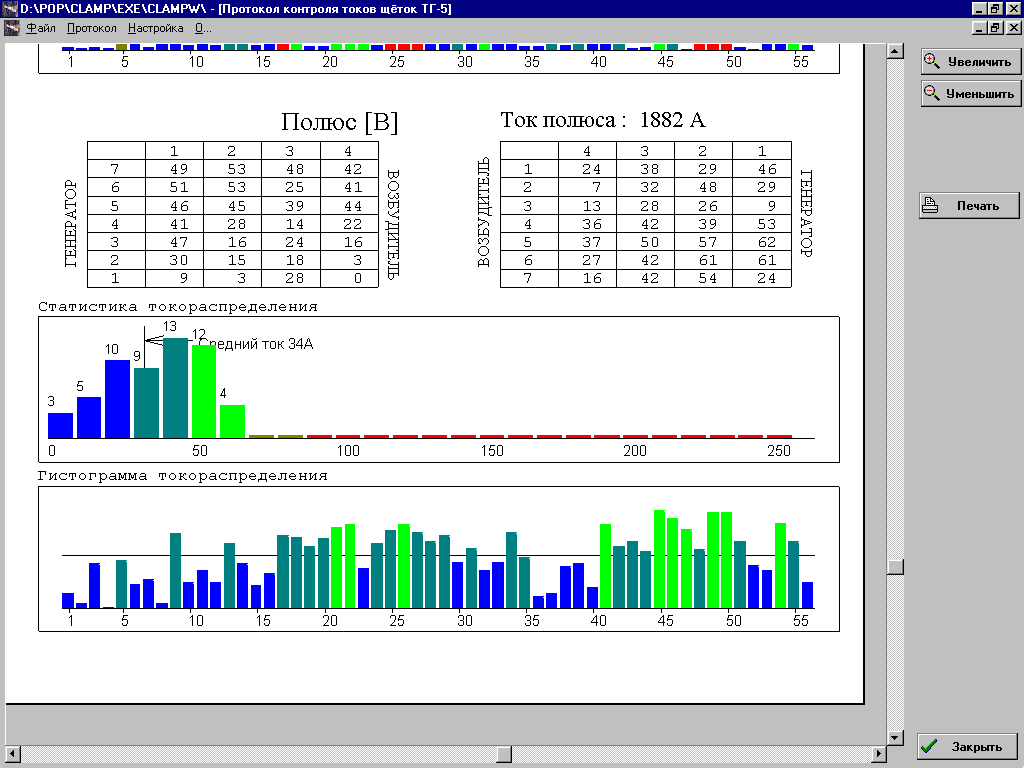 D:\POP\CLAMP\EXE\CLAMPW\ - [Протокол контроля токов щёток ТГ-5]
Файл Протокол Настройка О...
1 5 10 15 20 25 30 35 40 45 50 55
Увеличить
Уменьшить
Печать
Полюс [В] Ток полюса : 1882 А
ГЕНЕРАТОР
1 2 3 4
7 49 53 48 42
6 51 53 25 41
5 46 45 39 44
4 41 28 14 22
3 47 16 24 16
2 30 15 18 3
1 9 3 28 0
ВОЗБУДИТЕЛЬ
ВОЗБУДИТЕЛЬ
4 3 2 1
1 24 38 29 46
2 7 32 48 29
3 13 28 26 9
4 36 42 39 53
5 37 50 57 62
6 27 42 61 61
7 16 42 54 24
ГЕНЕРАТОР
Статистика токораспределения
3 5 10 9 13 12 4
Средний ток 34А
0 50 100 150 200 250
Гистограмма токораспределения
1 5 10 15 20 25 30 35 40 45 50 55
Закрыть